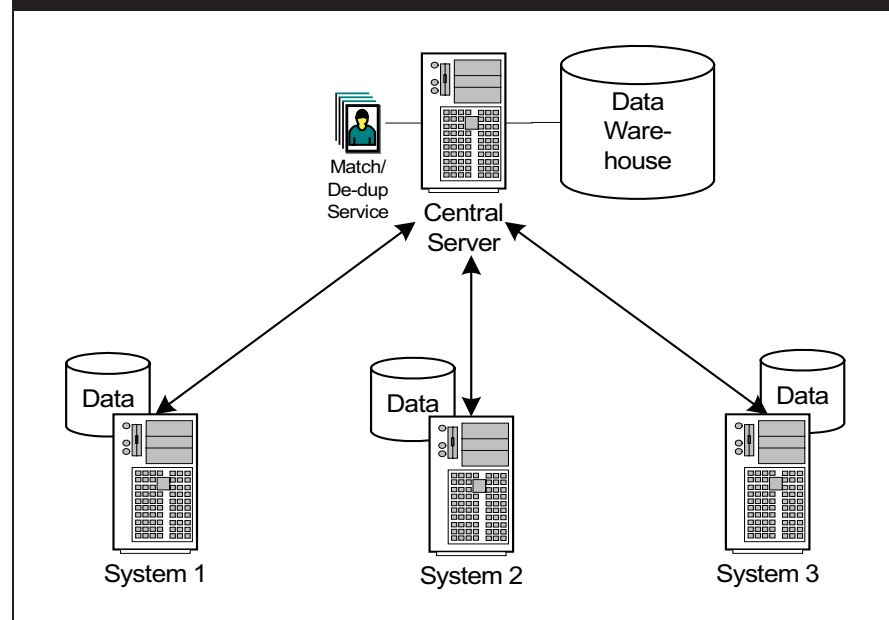 Data
Ware-
house
Match/
De-dup
Service
Central
Server
Data
Data
Data
System 1
System 2
System 3